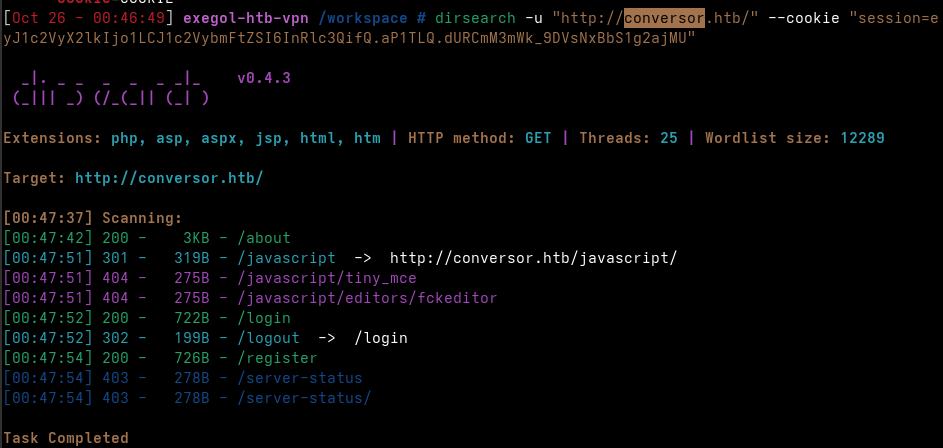 [Oct 26 - 00:46:49] exegol-htb-vpn /workspace # dirsearch -u "http://conversor.htb/" --cookie "session=e
yJ1c2VyX2lkIjo1LCJ1c2VybmFtZSI6InRlc3QifQ.aP1TLQ.dURCmM3mWk_9DVsNxBbS1g2ajMU"
_|. _ _  _  _  _ _|_    v0.4.3
(_||| _) (/_(_|| (_| )
Extensions: php, asp, aspx, jsp, html, htm | HTTP method: GET | Threads: 25 | Wordlist size: 12289
Target: http://conversor.htb/
[00:47:37] Scanning:
[00:47:42] 200 -    3KB - /about
[00:47:51] 301 -   319B - /javascript  ->  http://conversor.htb/javascript/
[00:47:51] 404 -   275B - /javascript/tiny_mce
[00:47:51] 404 -   275B - /javascript/editors/fckeditor
[00:47:52] 200 -   722B - /login
[00:47:52] 302 -   199B - /logout  ->  /login
[00:47:54] 200 -   726B - /register
[00:47:54] 403 -   278B - /server-status
[00:47:54] 403 -   278B - /server-status/
Task Completed